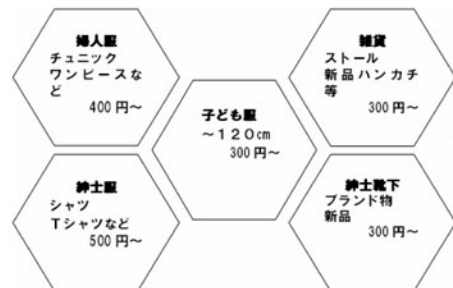 婦人服
チュニック
ワンピースな
ど
400円～
雑貨
ストール
新品ハンカチ
等
300円～
子ども服
～120cm
300円～
紳士服
シャツ
Tシャツなど
500円～
紳士靴下
ブランド物
新品
300円～